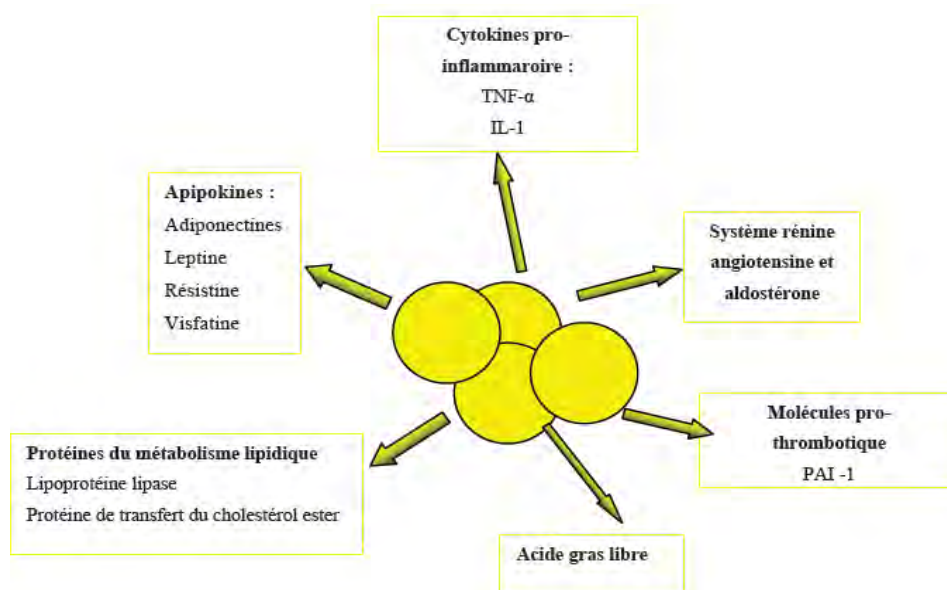 Cytokines pro-
inflammaroire :
TNF-α
IL-1
Apipokines :
Adiponectines
Leptine
Résistine
Visfatine
Système rénine
angiotensine et
aldostérone
Molécules pro-
thrombotique
PAI -1
Protéines du métabolisme lipidique
Lipoprotéine lipase
Protéine de transfert du cholestérol ester
Acide gras libre